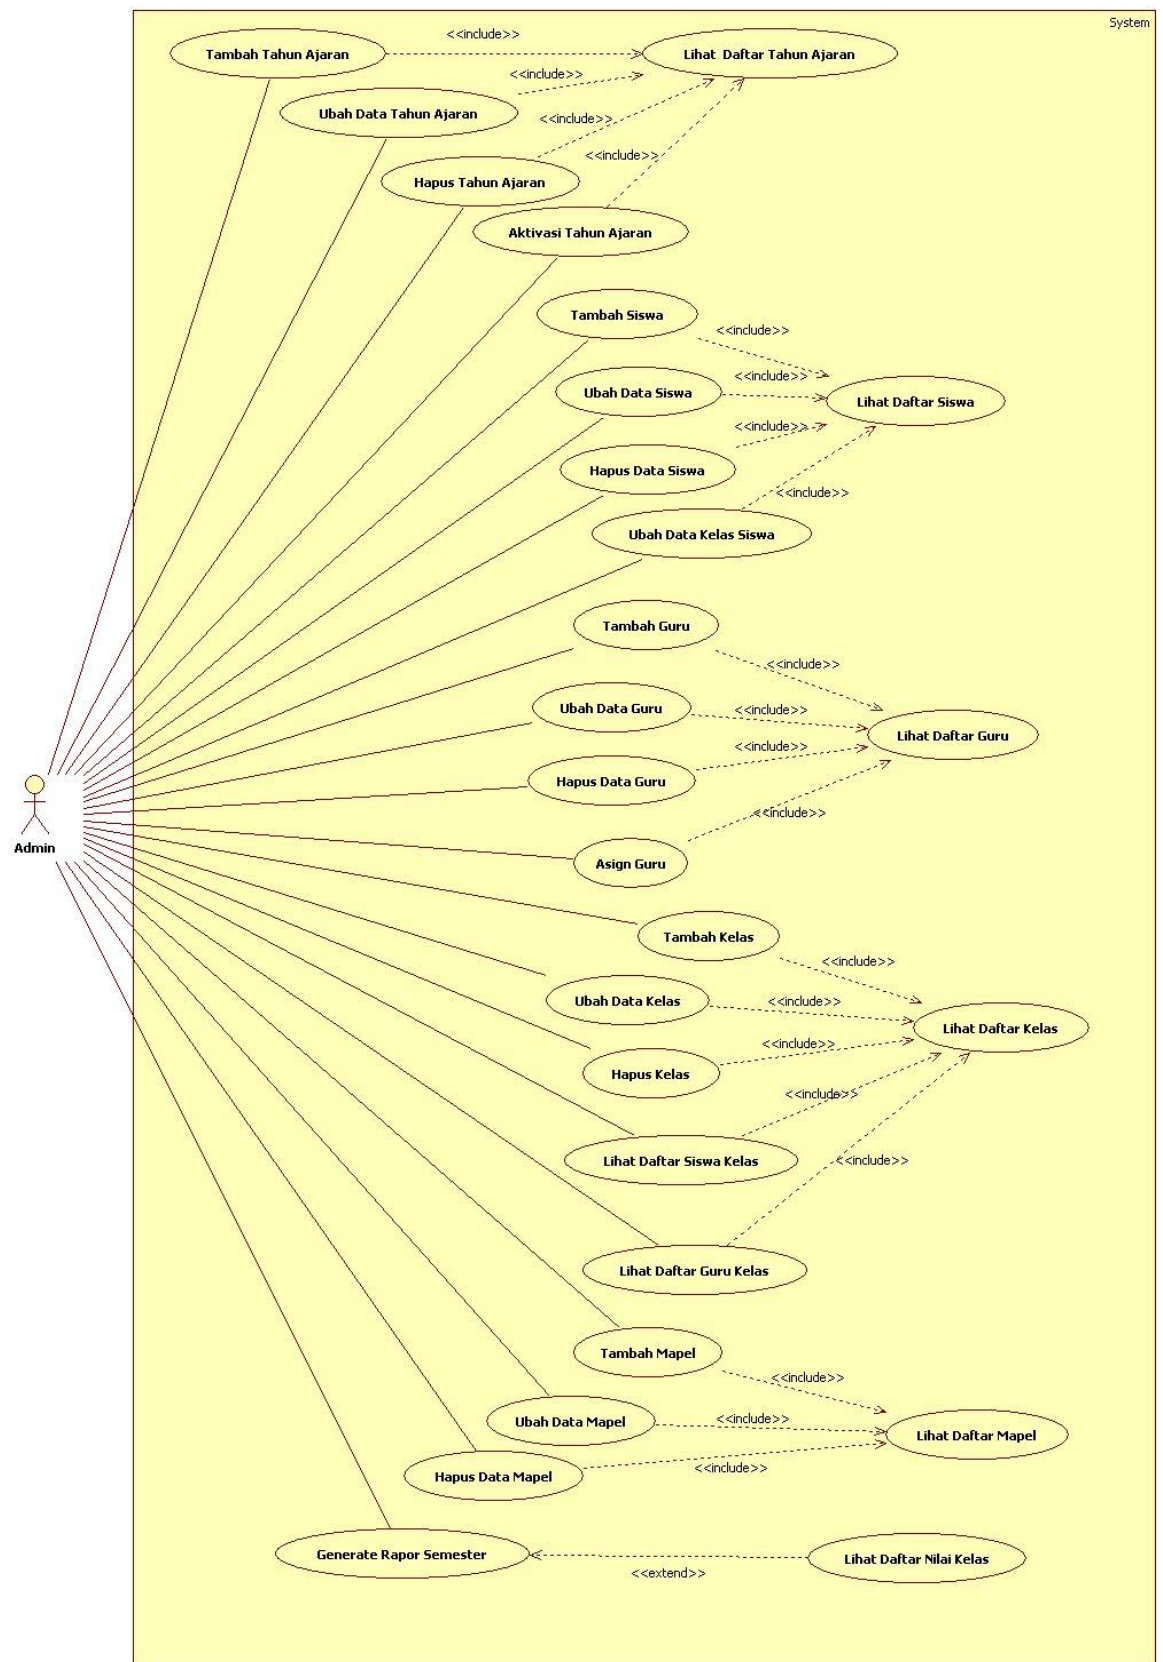 System
<<include>>
Tambah Tahun Ajaran
Lihat Daftar Tahun Ajaran
<<include>>
Ubah Data Tahun Ajaran
<<include>>
<<include>>
Hapus Tahun Ajaran
Aktivasi Tahun Ajaran
Tambah Siswa
<<include>>
<<include>>
Ubah Data Siswa
Lihat Daftar Siswa
<<include>>
Hapus Data Siswa
<<include>>
Ubah Data Kelas Siswa
Tambah Guru
<<include>>
Ubah Data Guru
<<include>>
Lihat Daftar Guru
<<include>>
Hapus Data Guru
<<include>>
Admin
Asign Guru
Tambah Kelas
<<include>>
Ubah Data Kelas
<<include>>
Lihat Daftar Kelas
<<include>>
Hapus Kelas
<<include>>
Lihat Daftar Siswa Kelas
<<include>>
Lihat Daftar Guru Kelas
Tambah Mapel
<<include>>
Ubah Data Mapel
<<include>>
Lihat Daftar Mapel
<<include>>
Hapus Data Mapel
Generate Rapor Semester
Lihat Daftar Nilai Kelas
<<extend>>